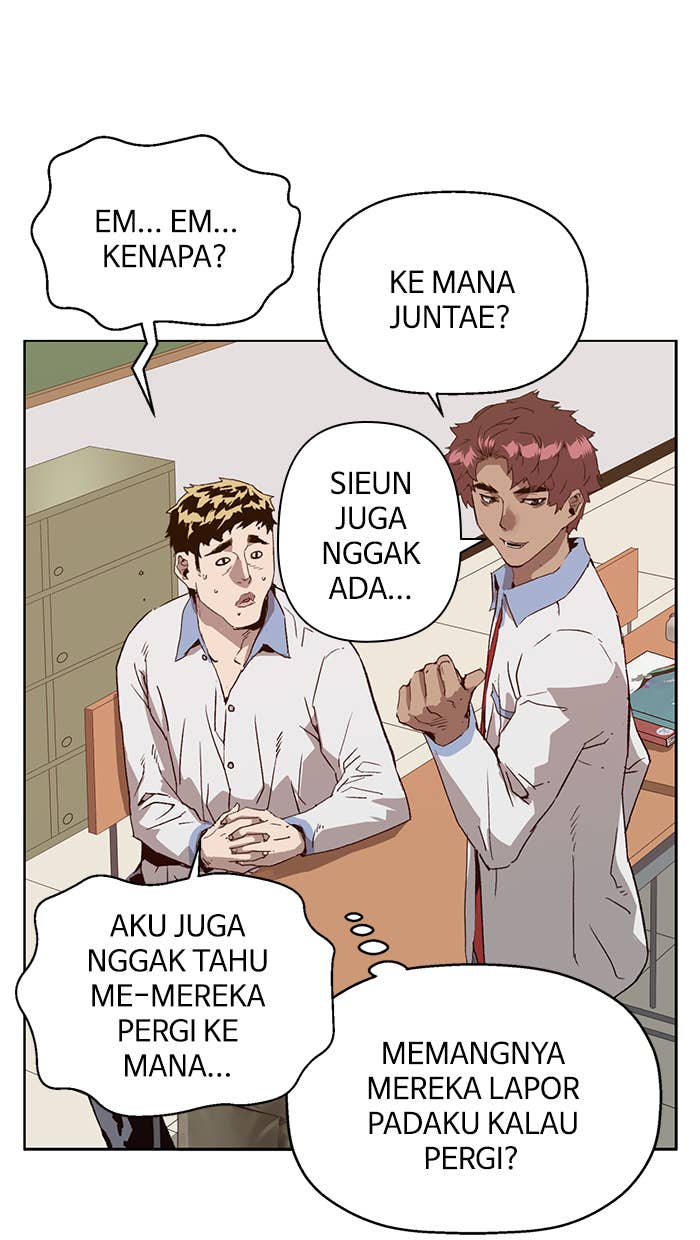 EM... EM...
KENAPA?
KE MANA
JUNTAE?
SIEUN
JUGA
NGGAK
ADA...
AKU JUGA
NGGAK TAHU
ME-MEREKA
PERGI KE
MANA...
MEMANGNYA
MEREKA LAPOR
PADAKU KALAU
PERGI?